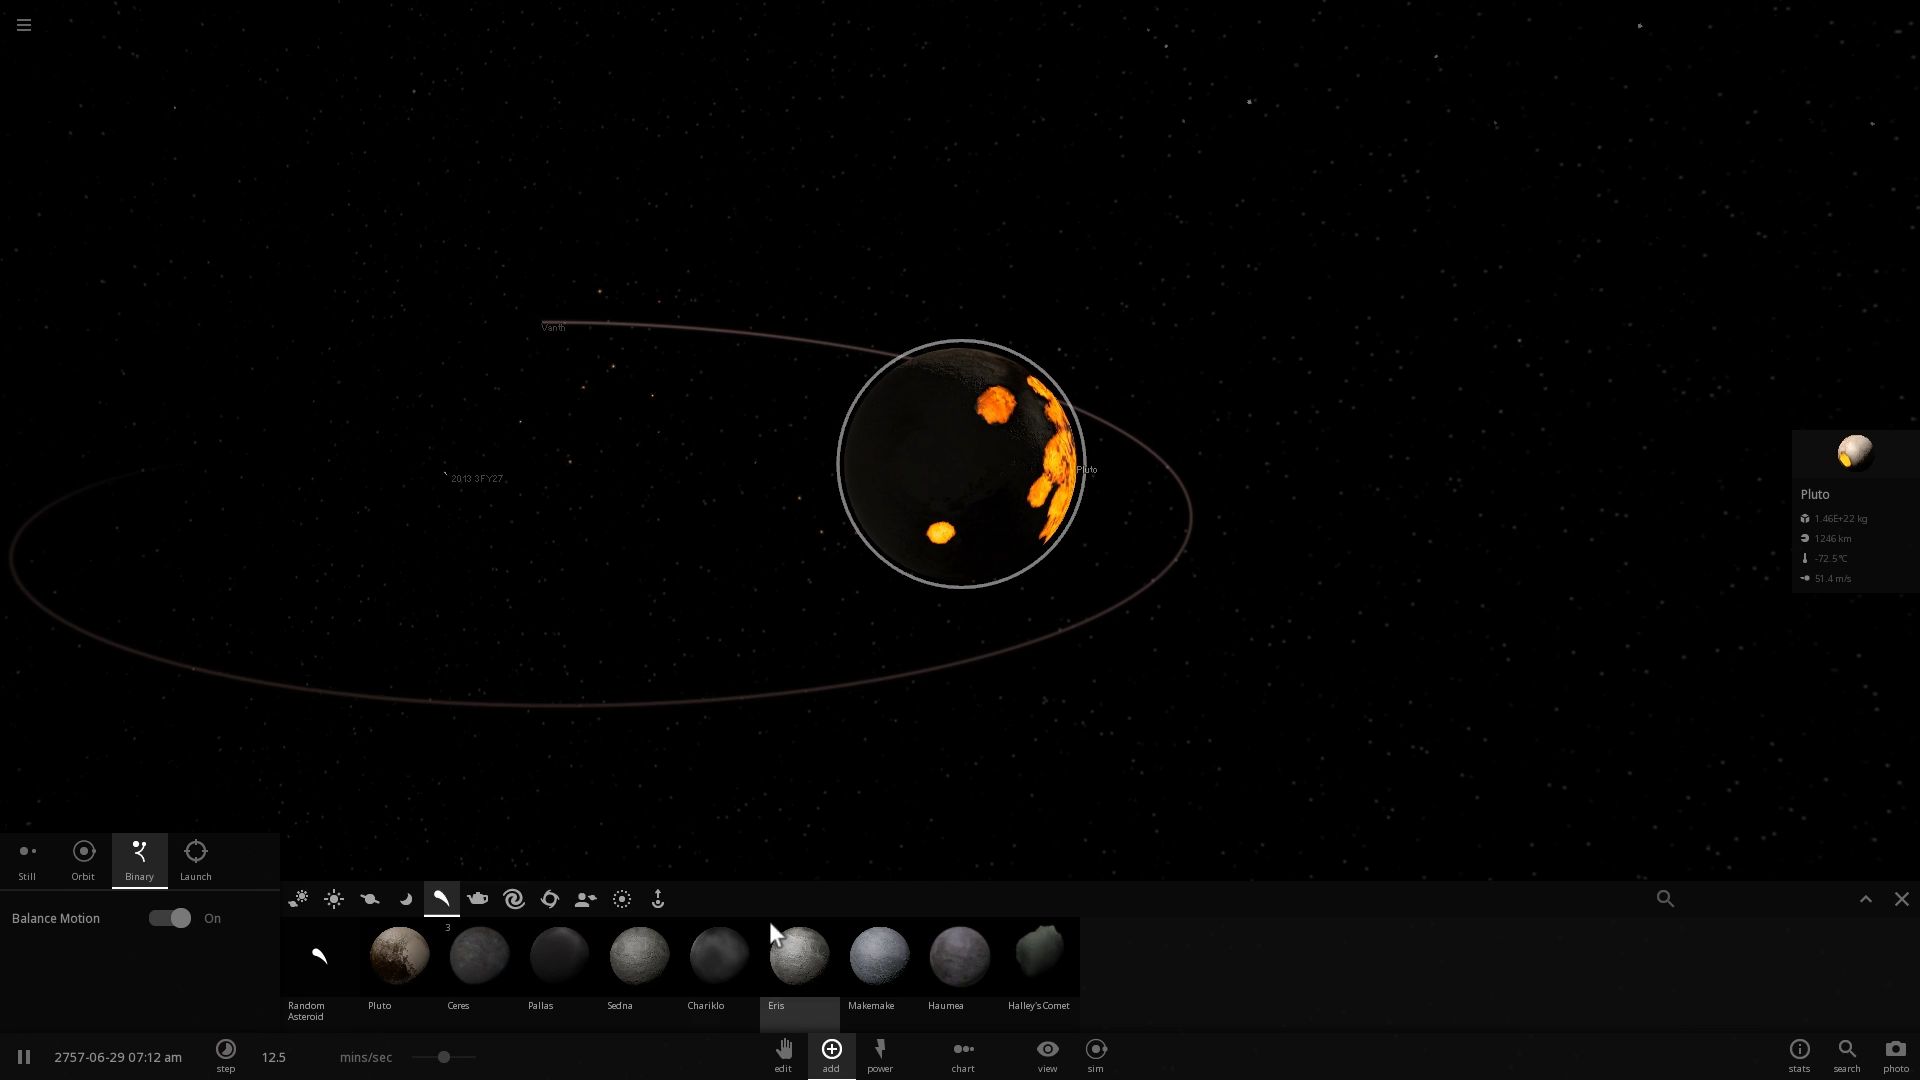 Vanth
2013 3FY27
Pluto
Pluto
1.46E+22 kg
1246 km
-72.5°C
51.4 m/s
Still
Orbit
Binary
Launch
Balance Motion
On
3
Random
Asteroid
Pluto
Ceres
Pallas
Sedna
Chariklo
Eris
Makemake
Haumea
Halley's Comet
2757-06-29 07:12 am
step
12.5
mins/sec
edit
add
power
chart
view
sim
stats
search
photo